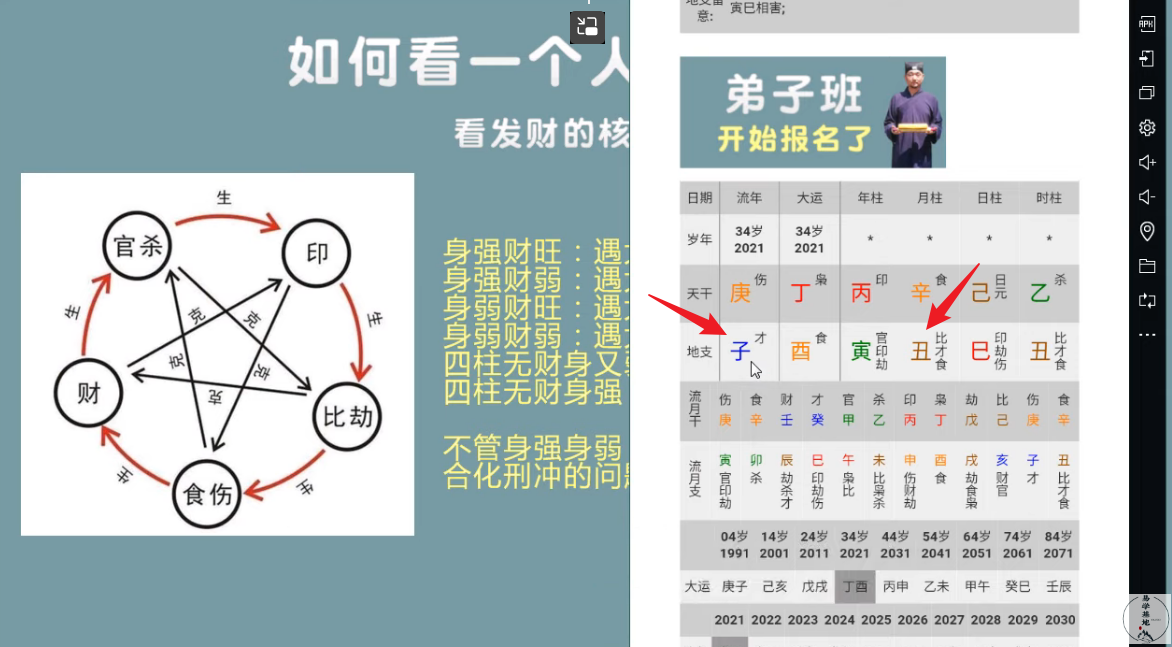 如何看一个人
看发财的核
生
官杀
印
生
克
克
生
克
克
财
克
比劫
生
食伤
生
身强财旺：遇
身强财弱：遇
身弱财旺：遇
身弱财弱：遇
四柱无财身又
四柱无财身强
不管身强身弱
合化刑冲的问
意:
寅巳相害;
弟子班
开始报名了
日期 流年 大运 年柱 月柱 日柱 时柱
岁年 34岁 2021 34岁 2021 * * * *
天干 庚 伤 丁 枭 丙 印 辛 食 己 日元 乙 杀
地支 子 才 酉 食 寅 官印劫 丑 比才食 巳 印劫伤 丑 比才食
流月干 伤 食 财 才 官 杀 印 枭 劫 比 伤 食
庚 辛 壬 癸 甲 乙 丙 丁 戊 己 庚 辛
流月支 寅 卯 辰 巳 午 未 申 酉 戌 亥 子 丑
官印劫 杀 劫杀才 印劫伤 枭比 比枭杀 伤财劫 食 劫食枭 财官 才 比才食
04岁 14岁 24岁 34岁 44岁 54岁 64岁 74岁 84岁
1991 2001 2011 2021 2031 2041 2051 2061 2071
大运 庚子 己亥 戊戌 丁酉 丙申 乙未 甲午 癸巳 壬辰
2021 2022 2023 2024 2025 2026 2027 2028 2029 2030
APK
易学基地